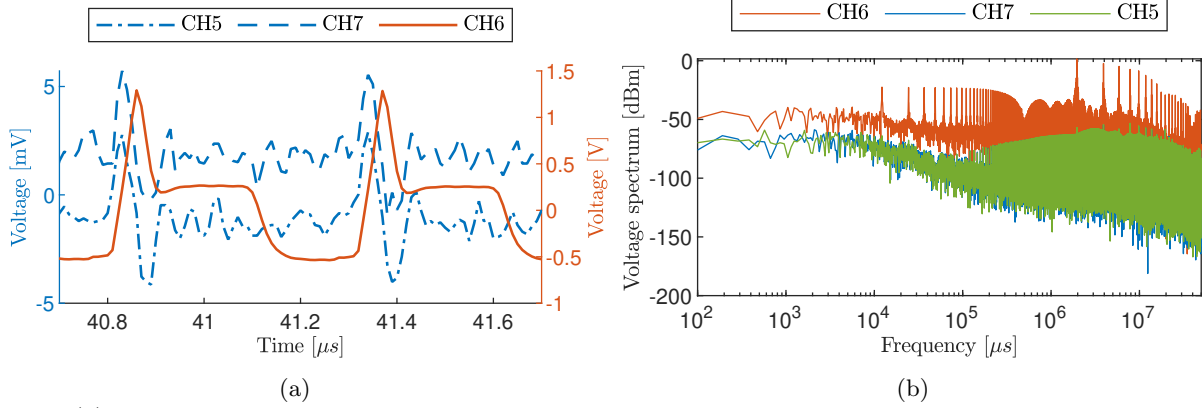 CH5 CH7 CH6
CH6 CH7 CH5
Voltage [mV]
5
0
-5
1.5
1
0.5
0
-0.5
-1
Voltage [V]
40.8 41 41.2 41.4 41.6
Time [μs]
(a)
Voltage spectrum [dBm]
0
-50
-100
-150
-200
10² 10³ 10⁴ 10⁵ 10⁶ 10⁷
Frequency [μs]
(b)